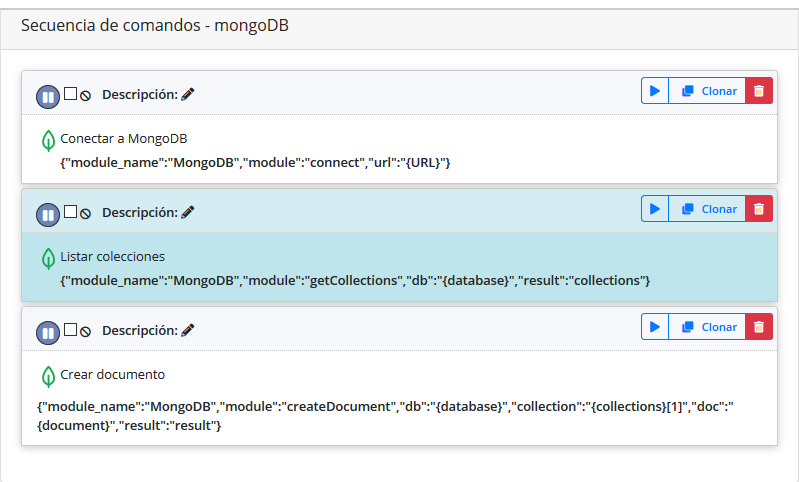 Secuencia de comandos - mongoDB
Descripción:
Clonar
Conectar a MongoDB
{"module_name":"MongoDB","module":"connect","url":"{URL}"}
Descripción:
Clonar
Listar colecciones
{"module_name":"MongoDB","module":"getCollections","db":"{database}","result":"collections"}
Descripción:
Clonar
Crear documento
{"module_name":"MongoDB","module":"createDocument","db":"{database}","collection":"{collections}[1]","doc":"
{document}","result":"result"}